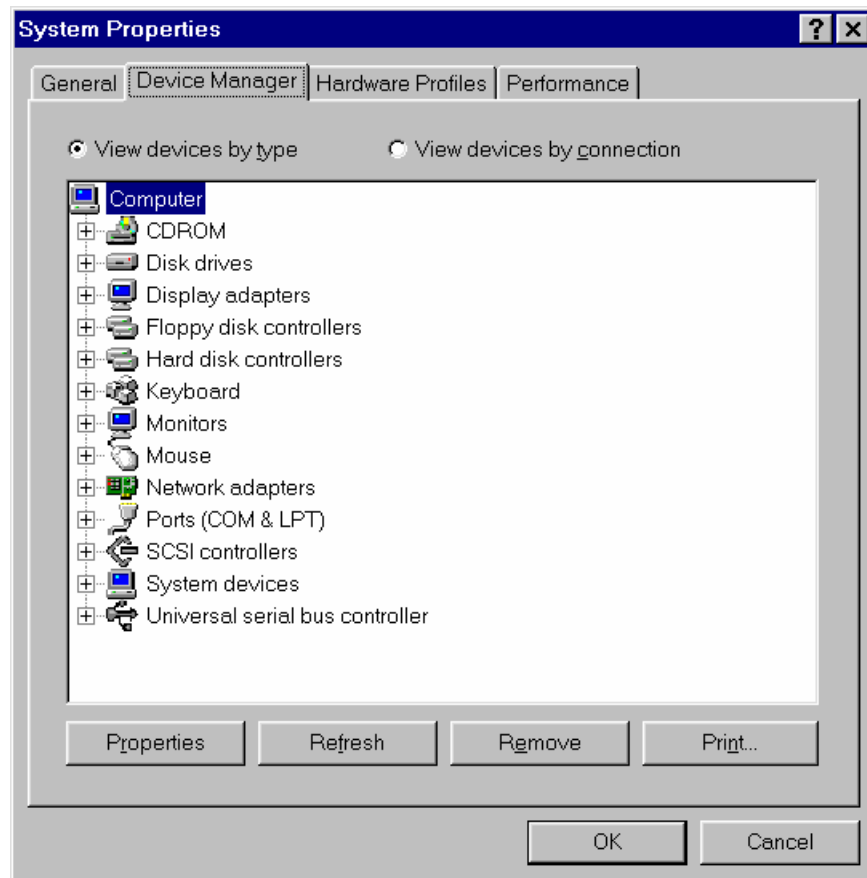 System Properties
General Device Manager Hardware Profiles Performance
View devices by type View devices by connection
Computer
CDROM
Disk drives
Display adapters
Floppy disk controllers
Hard disk controllers
Keyboard
Monitors
Mouse
Network adapters
Ports (COM & LPT)
SCSI controllers
System devices
Universal serial bus controller
Properties Refresh Remove Print...
OK Cancel